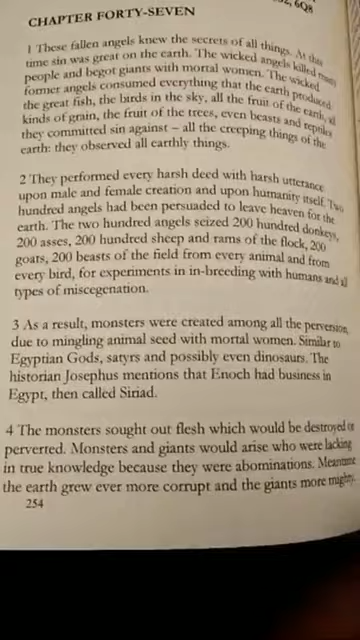 32, 6Q8
CHAPTER FORTY-SEVEN
1 These fallen angels knew the secrets of all things. At this
time sin was great on the earth. The wicked angels killed many
people and begot giants with mortal women. The wicked
former angels consumed everything that the earth produced
the great fish, the birds in the sky, all the fruit of the earth, all
kinds of grain, the fruit of the trees, even beasts and reptiles
they committed sin against – all the creeping things of the
earth: they observed all earthly things.
2 They performed every harsh deed with harsh utterance
upon male and female creation and upon humanity itself. Two
hundred angels had been persuaded to leave heaven for the
earth. The two hundred angels seized 200 hundred donkeys,
200 asses, 200 hundred sheep and rams of the flock, 200
goats, 200 beasts of the field from every animal and from
every bird, for experiments in in-breeding with humans and all
types of miscegenation.
3 As a result, monsters were created among all the perversion,
due to mingling animal seed with mortal women. Similar to
Egyptian Gods, satyrs and possibly even dinosaurs. The
historian Josephus mentions that Enoch had business in
Egypt, then called Siriad.
4 The monsters sought out flesh which would be destroyed or
perverted. Monsters and giants would arise who were lacking
in true knowledge because they were abominations. Meantime
the earth grew ever more corrupt and the giants more mighty.
254